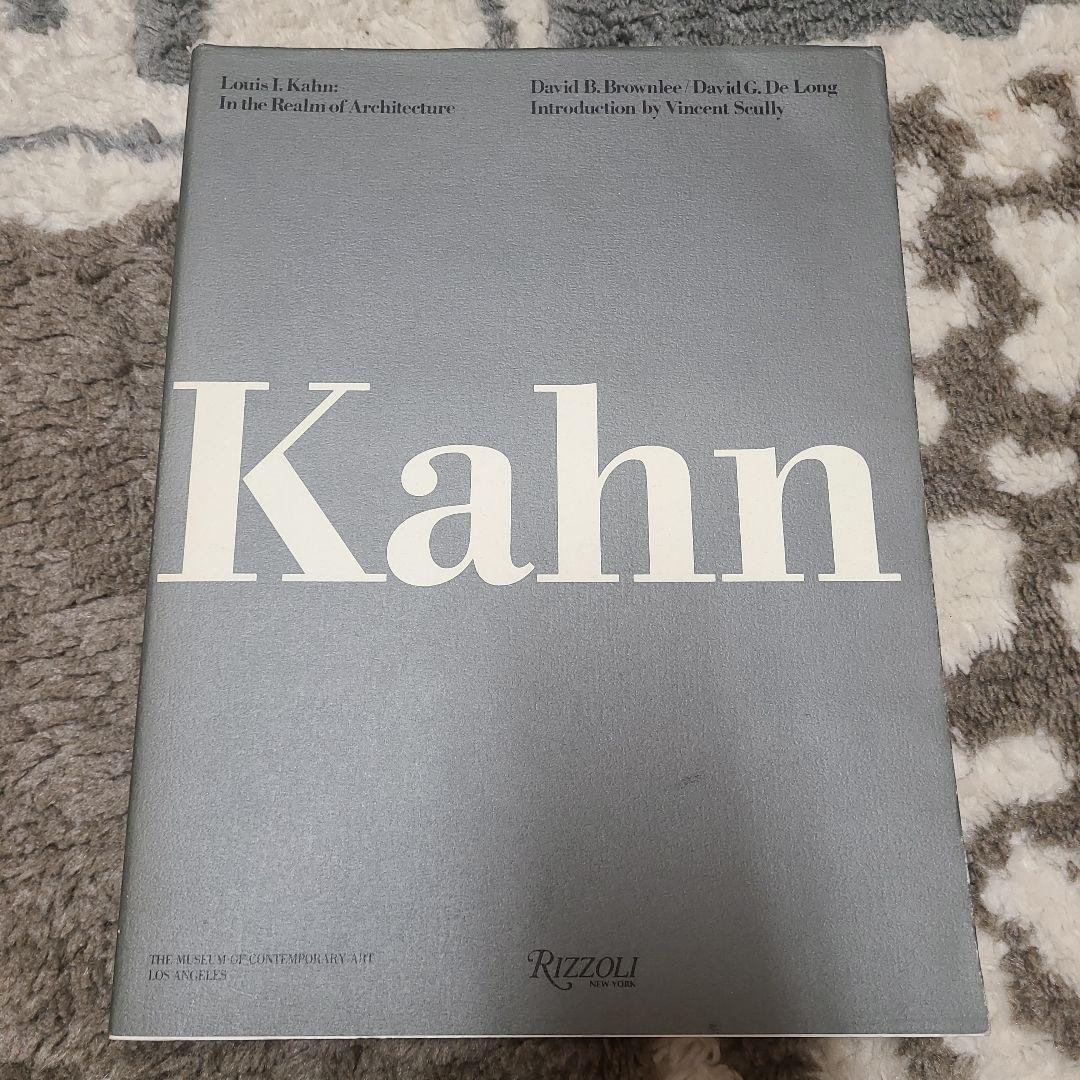 Louis I. Kahn:
In the Realm of Architecture
David B. Brownlee/David G. De Long
Introduction by Vincent Scully
Kahn
THE MUSEUM OF CONTEMPORARY ART
LOS ANGELES
RIZZOLI
NEW YORK